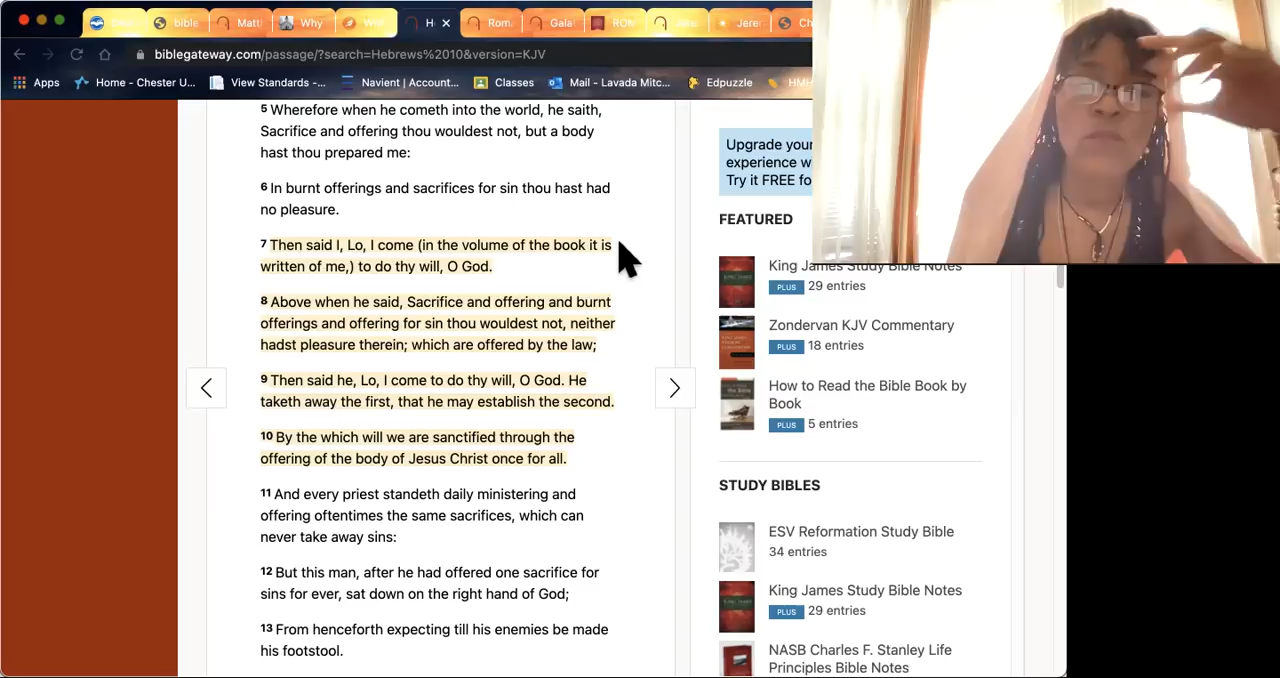 bible
Matt
Why
Wh
H
Rom
Gala
ROM
Jere
Ch
biblegateway.com/passage/?search=Hebrews%2010&version=KJV
Apps
Home - Chester U...
View Standards -...
Navient | Account...
Classes
Mail - Lavada Mitc...
Edpuzzle
HMH
5 Wherefore when he cometh into the world, he saith,
Sacrifice and offering thou wouldest not, but a body
hast thou prepared me:
6 In burnt offerings and sacrifices for sin thou hast had
no pleasure.
7 Then said I, Lo, I come (in the volume of the book it is
written of me,) to do thy will, O God.
8 Above when he said, Sacrifice and offering and burnt
offerings and offering for sin thou wouldest not, neither
hadst pleasure therein; which are offered by the law;
9 Then said he, Lo, I come to do thy will, O God. He
taketh away the first, that he may establish the second.
10 By the which will we are sanctified through the
offering of the body of Jesus Christ once for all.
11 And every priest standeth daily ministering and
offering oftentimes the same sacrifices, which can
never take away sins:
12 But this man, after he had offered one sacrifice for
sins for ever, sat down on the right hand of God;
13 From henceforth expecting till his enemies be made
his footstool.
Upgrade your
experience w
Try it FREE fo
FEATURED
King James Study Bible Notes
PLUS 29 entries
Zondervan KJV Commentary
PLUS 18 entries
How to Read the Bible Book by
Book
PLUS 5 entries
STUDY BIBLES
ESV Reformation Study Bible
34 entries
King James Study Bible Notes
PLUS 29 entries
NASB Charles F. Stanley Life
Principles Bible Notes